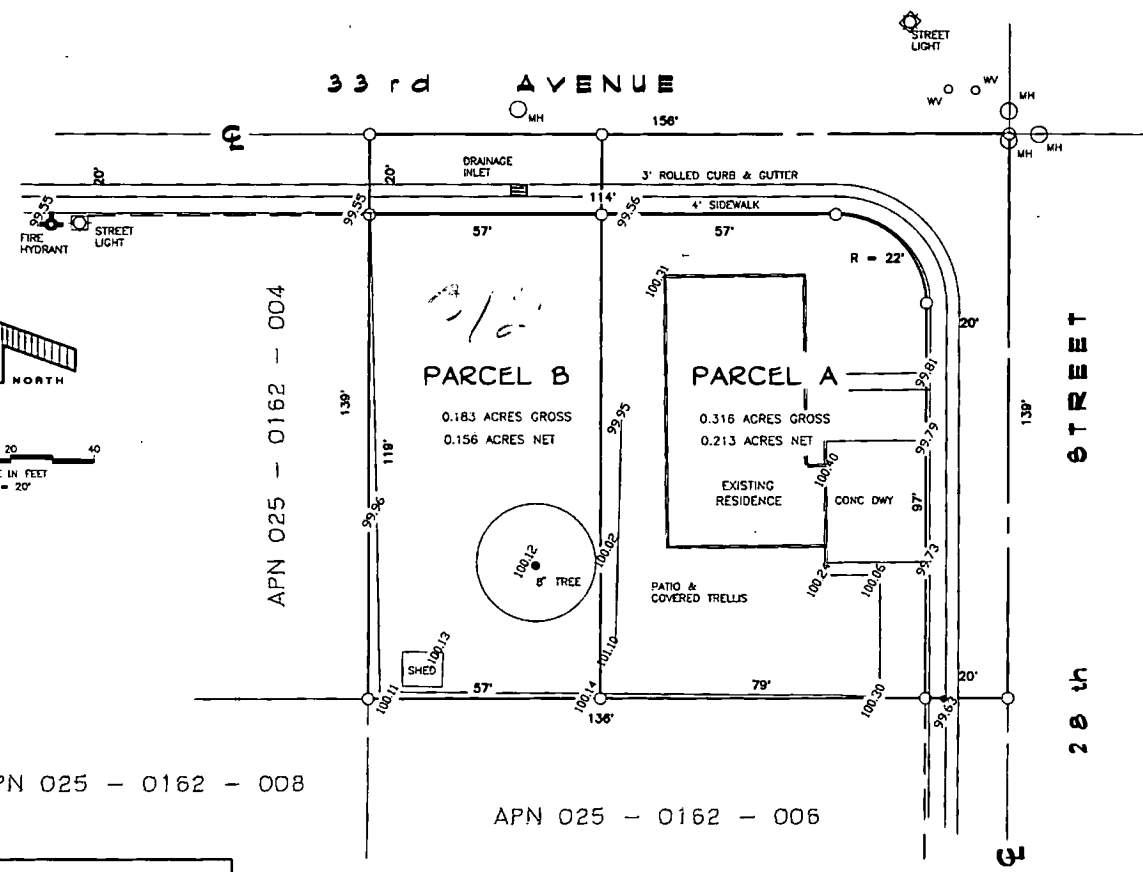 STREET
LIGHT
33rd AVENUE
MH
WV
WV
MH
MH
MH
156'
20'
20'
DRAINAGE
INLET
3' ROLLED CURB & GUTTER
114'
4' SIDEWALK
99.55
99.55
99.56
FIRE
HYDRANT
STREET
LIGHT
57'
57'
R = 22'
100.31
20'
APN 025 - 0162 - 004
NORTH
PARCEL B
0.183 ACRES GROSS
0.156 ACRES NET
PARCEL A
0.316 ACRES GROSS
0.213 ACRES NET
99.81
99.79
99.95
139'
119'
139'
28th STREET
20 40
E IN FEET
= 20'
100.40
EXISTING
RESIDENCE
CONC DWY
97'
99.96
100.02
100.12
8" TREE
99.73
100.24
100.06
PATIO &
COVERED TRELLIS
100.13
SHED
101.10
100.11
57'
100.14
79'
100.30
20'
99.63
136'
PN 025 - 0162 - 008
APN 025 - 0162 - 006